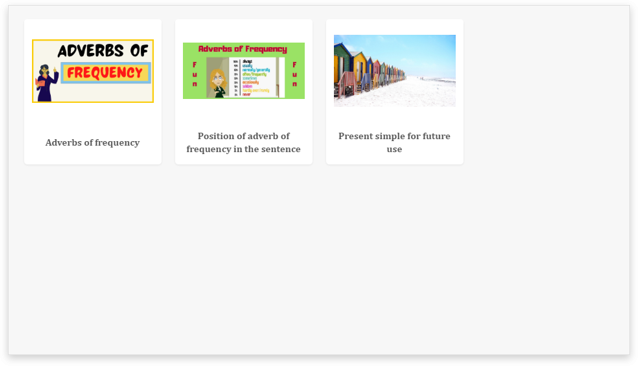 ADVERBS OF
FREQUENCY
Adverbs of frequency
Adverbs of Frequency
Fun
Fun
Position of adverb of
frequency in the sentence
Present simple for future
use